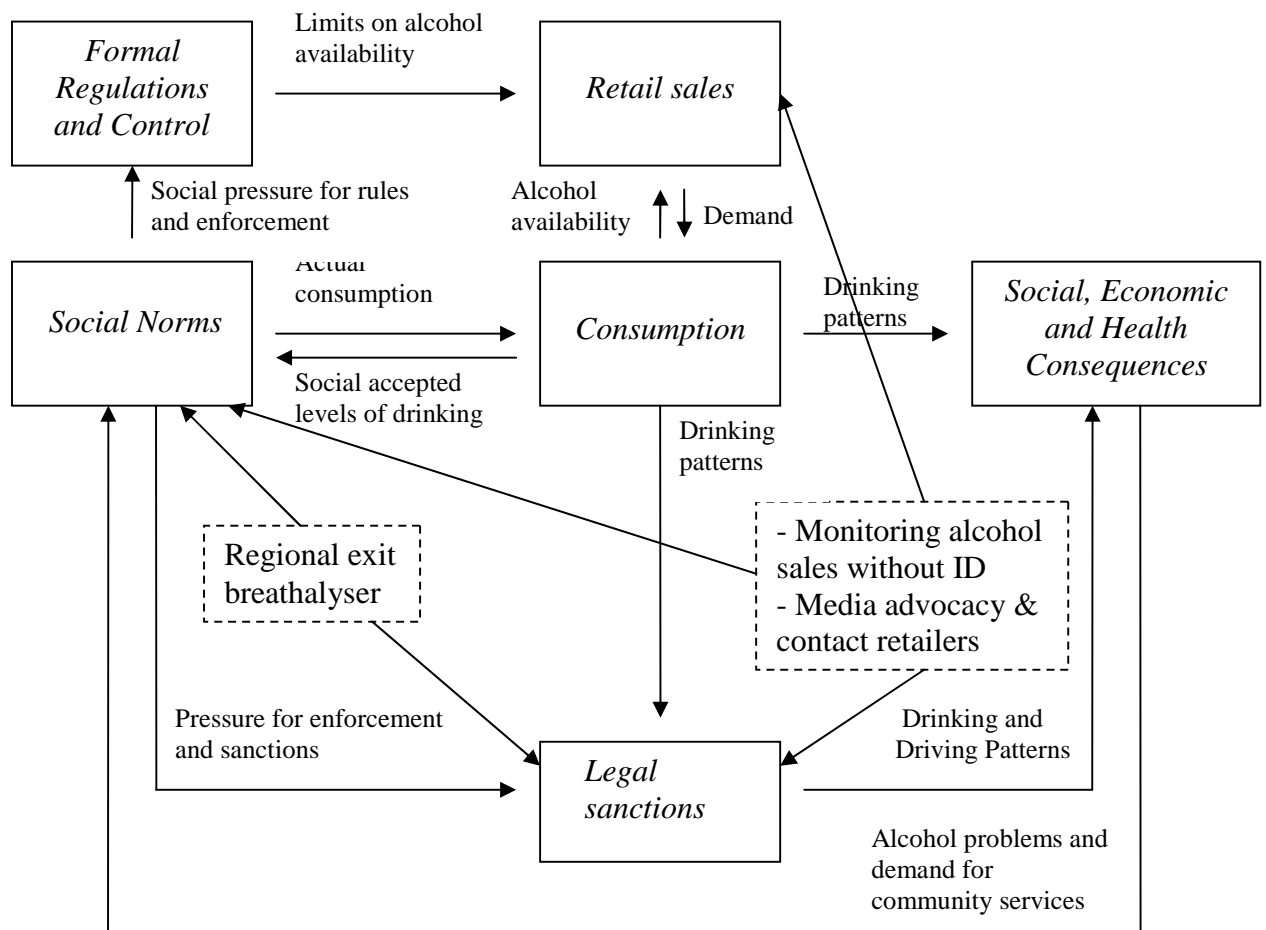 Limits on alcohol
availability
Formal
Regulations
and Control
Retail sales
Social pressure for rules
and enforcement
Alcohol
availability
Demand
Actual
consumption
Social Norms
Consumption
Drinking
patterns
Social, Economic
and Health
Consequences
Social accepted
levels of drinking
Drinking
patterns
Regional exit
breathalyser
- Monitoring alcohol
sales without ID
- Media advocacy &
contact retailers
Pressure for enforcement
and sanctions
Legal
sanctions
Drinking and
Driving Patterns
Alcohol problems and
demand for
community services